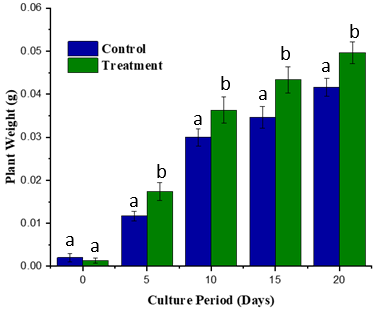 0.06
0.05
0.04
0.03
0.02
0.01
0.00
Plant Weight (g)
Control
Treatment
a a
a b
a b
a b
a b
0 5 10 15 20
Culture Period (Days)